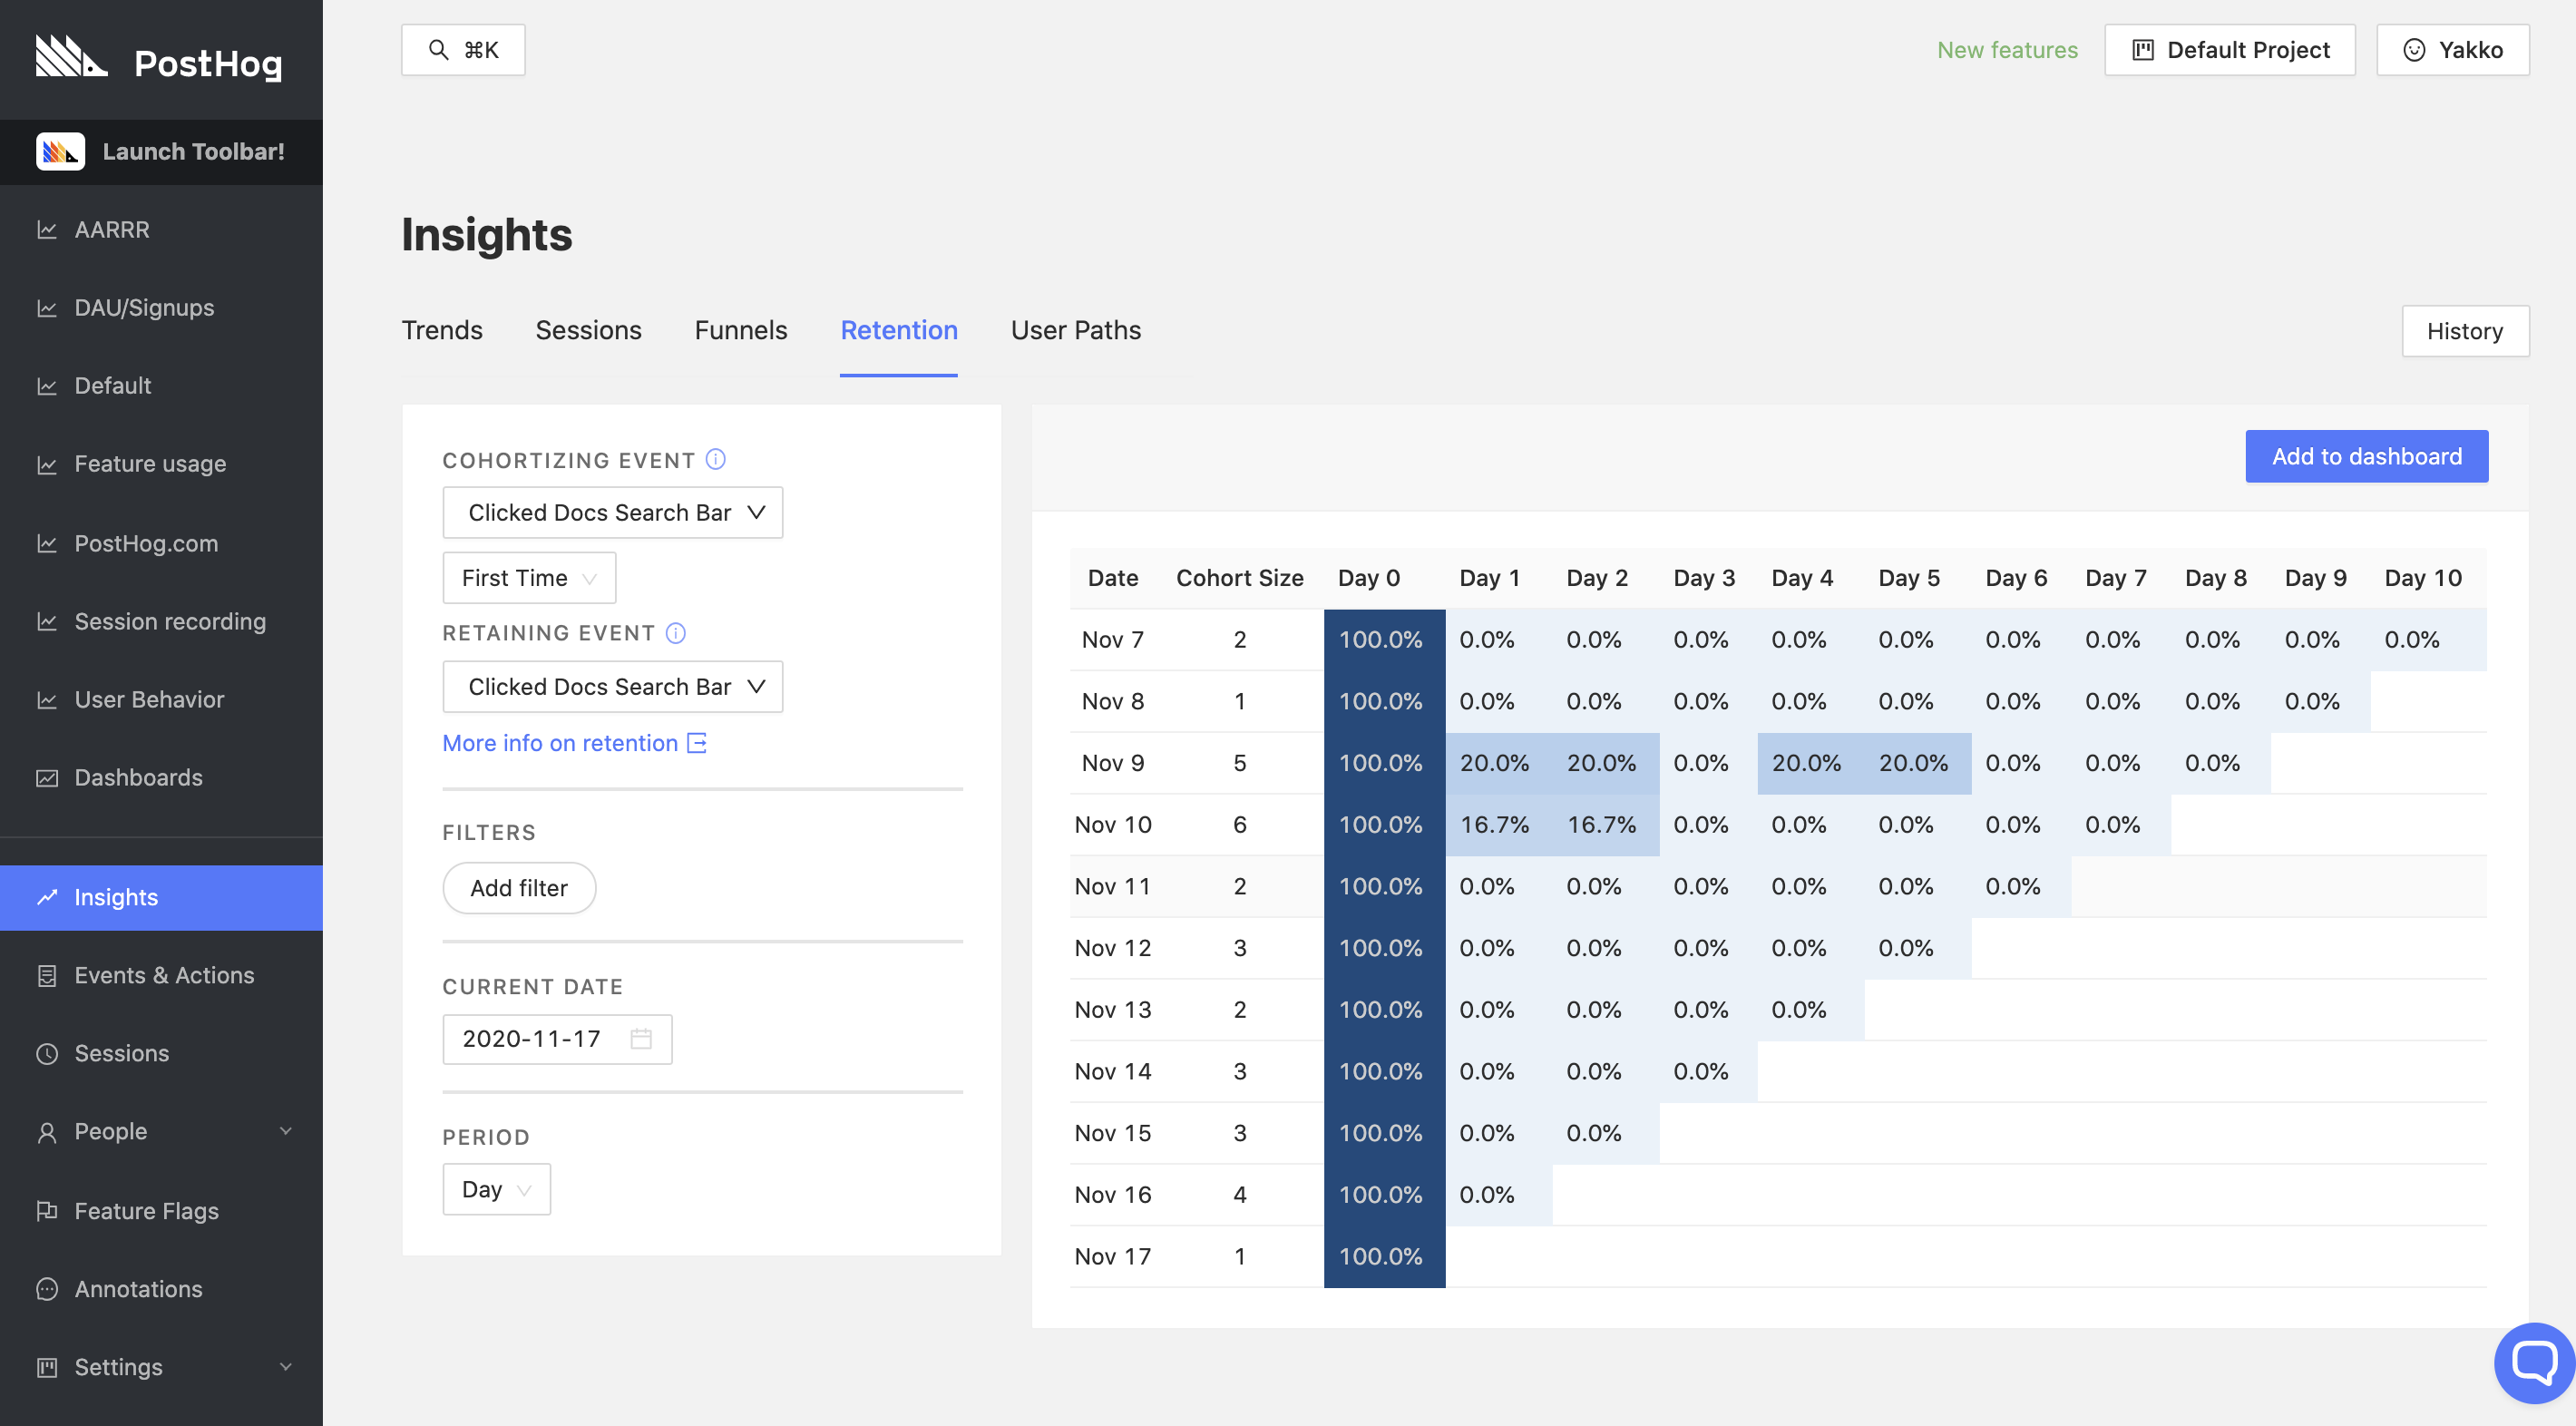 PostHog
⌘K
New features
Default Project
Yakko
Launch Toolbar!
AARRR
DAU/Signups
Default
Feature usage
PostHog.com
Session recording
User Behavior
Dashboards
Insights
Events & Actions
Sessions
People
Feature Flags
Annotations
Settings
Insights
Trends Sessions Funnels Retention User Paths
History
COHORTIZING EVENT
Clicked Docs Search Bar
First Time
RETAINING EVENT
Clicked Docs Search Bar
More info on retention
FILTERS
Add filter
CURRENT DATE
2020-11-17
PERIOD
Day
Add to dashboard
Date Cohort Size Day 0 Day 1 Day 2 Day 3 Day 4 Day 5 Day 6 Day 7 Day 8 Day 9 Day 10
Nov 7 2 100.0% 0.0% 0.0% 0.0% 0.0% 0.0% 0.0% 0.0% 0.0% 0.0% 0.0%
Nov 8 1 100.0% 0.0% 0.0% 0.0% 0.0% 0.0% 0.0% 0.0% 0.0% 0.0%
Nov 9 5 100.0% 20.0% 20.0% 0.0% 20.0% 20.0% 0.0% 0.0% 0.0%
Nov 10 6 100.0% 16.7% 16.7% 0.0% 0.0% 0.0% 0.0% 0.0%
Nov 11 2 100.0% 0.0% 0.0% 0.0% 0.0% 0.0% 0.0%
Nov 12 3 100.0% 0.0% 0.0% 0.0% 0.0% 0.0%
Nov 13 2 100.0% 0.0% 0.0% 0.0% 0.0%
Nov 14 3 100.0% 0.0% 0.0% 0.0%
Nov 15 3 100.0% 0.0% 0.0%
Nov 16 4 100.0% 0.0%
Nov 17 1 100.0%